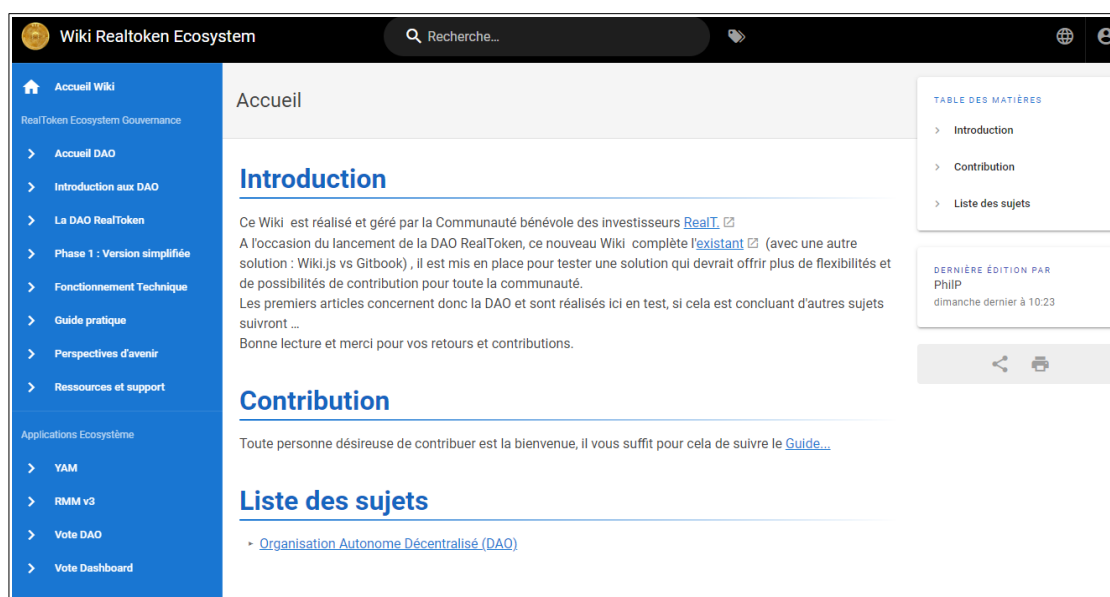 Wiki Realtoken Ecosystem
Recherche...
Accueil Wiki
RealToken Ecosystem Gouvernance
Accueil DAO
Introduction aux DAO
La DAO RealToken
Phase 1 : Version simplifiée
Fonctionnement Technique
Guide pratique
Perspectives d'avenir
Ressources et support
Applications Ecosystème
YAM
RMM v3
Vote DAO
Vote Dashboard
Accueil
Introduction
Ce Wiki est réalisé et géré par la Communauté bénévole des investisseurs RealT.
A l'occasion du lancement de la DAO RealToken, ce nouveau Wiki complète l'existant (avec une autre
solution : Wiki.js vs Gitbook) , il est mis en place pour tester une solution qui devrait offrir plus de flexibilités et
de possibilités de contribution pour toute la communauté.
Les premiers articles concernent donc la DAO et sont réalisés ici en test, si cela est concluant d'autres sujets
suivront ...
Bonne lecture et merci pour vos retours et contributions.
Contribution
Toute personne désireuse de contribuer est la bienvenue, il vous suffit pour cela de suivre le Guide...
Liste des sujets
Organisation Autonome Décentralisé (DAO)
TABLE DES MATIÈRES
Introduction
Contribution
Liste des sujets
DERNIÈRE ÉDITION PAR
PhilP
dimanche dernier à 10:23